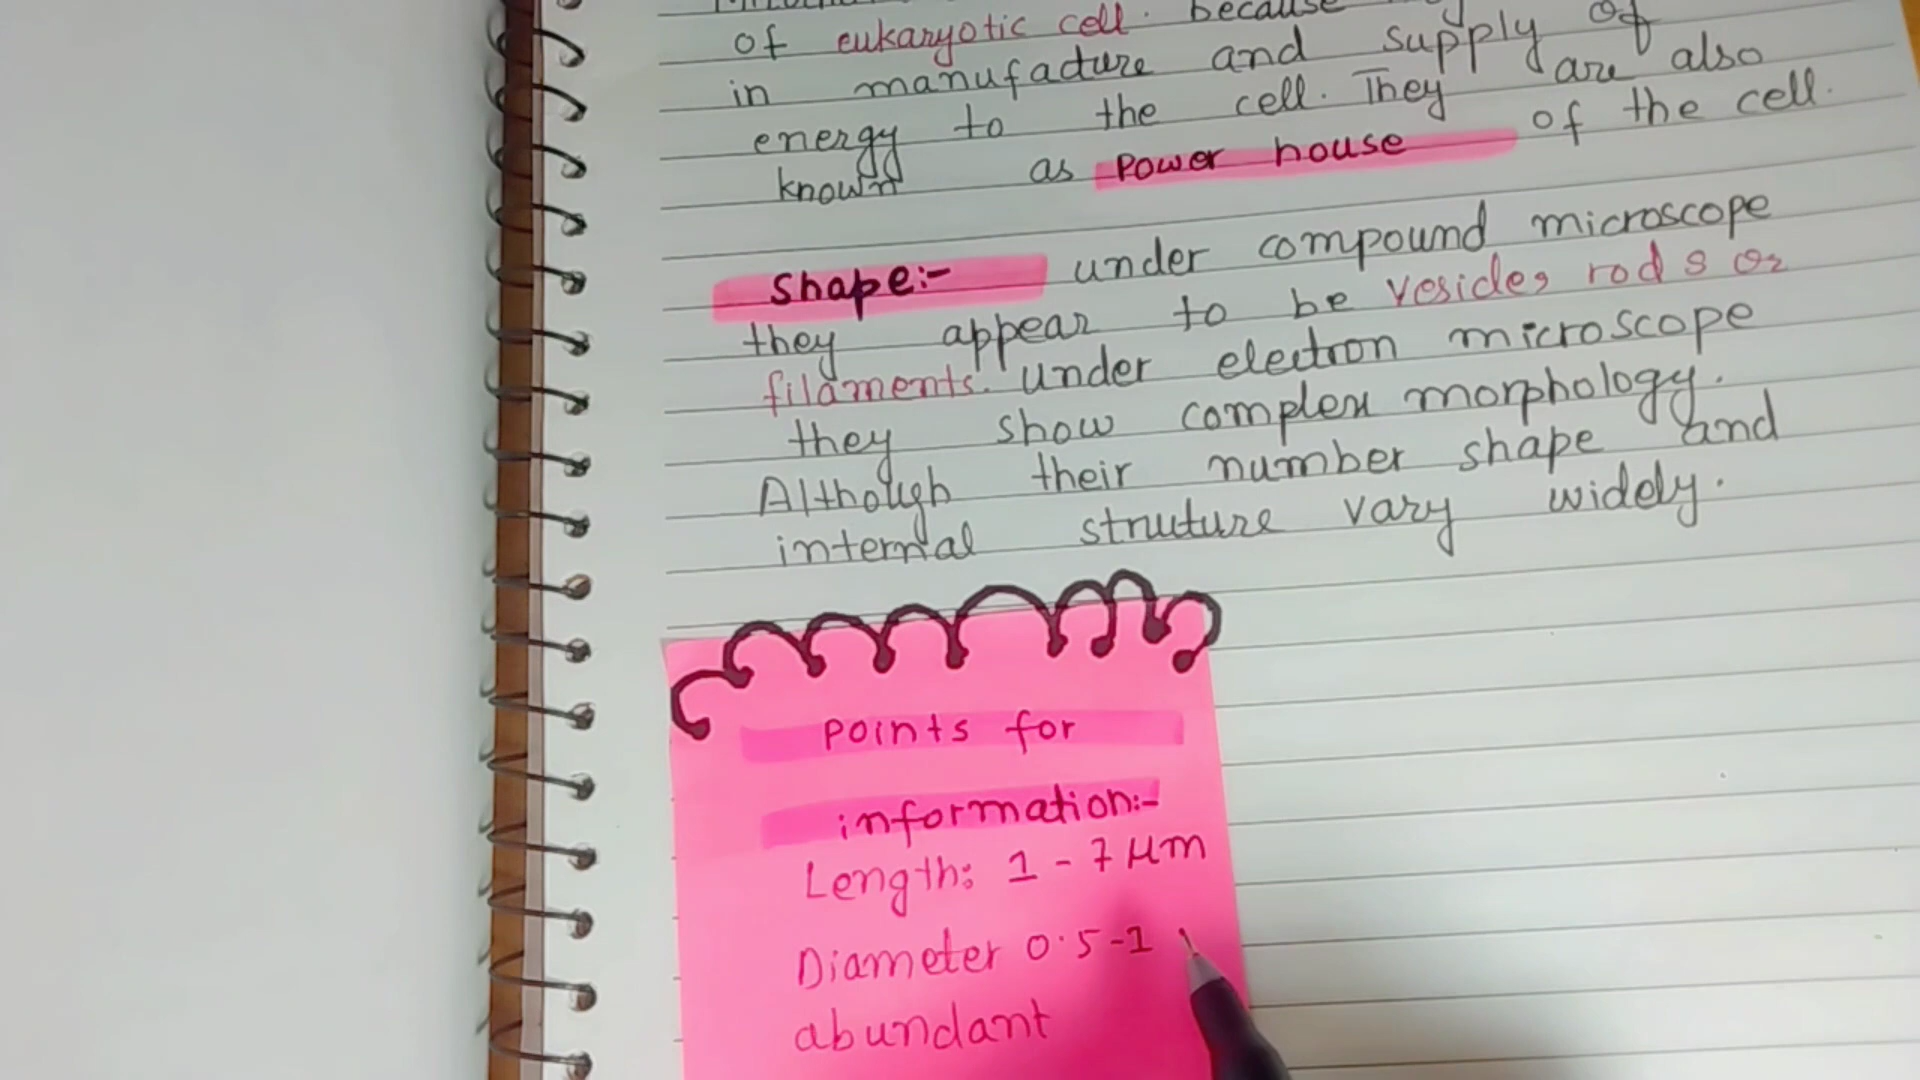 of eukaryotic cell. because
in manufacture and supply of
energy to the cell. They are also
known as power house of the cell.
Shape:- under compound microscope
they appear to be vesicles rods or
filaments. Under electron microscope
they show complex morphology.
Although their number shape and
internal struture vary widely.
points for
information:-
Length: 1-7 μm
Diameter 0.5-1
abundant